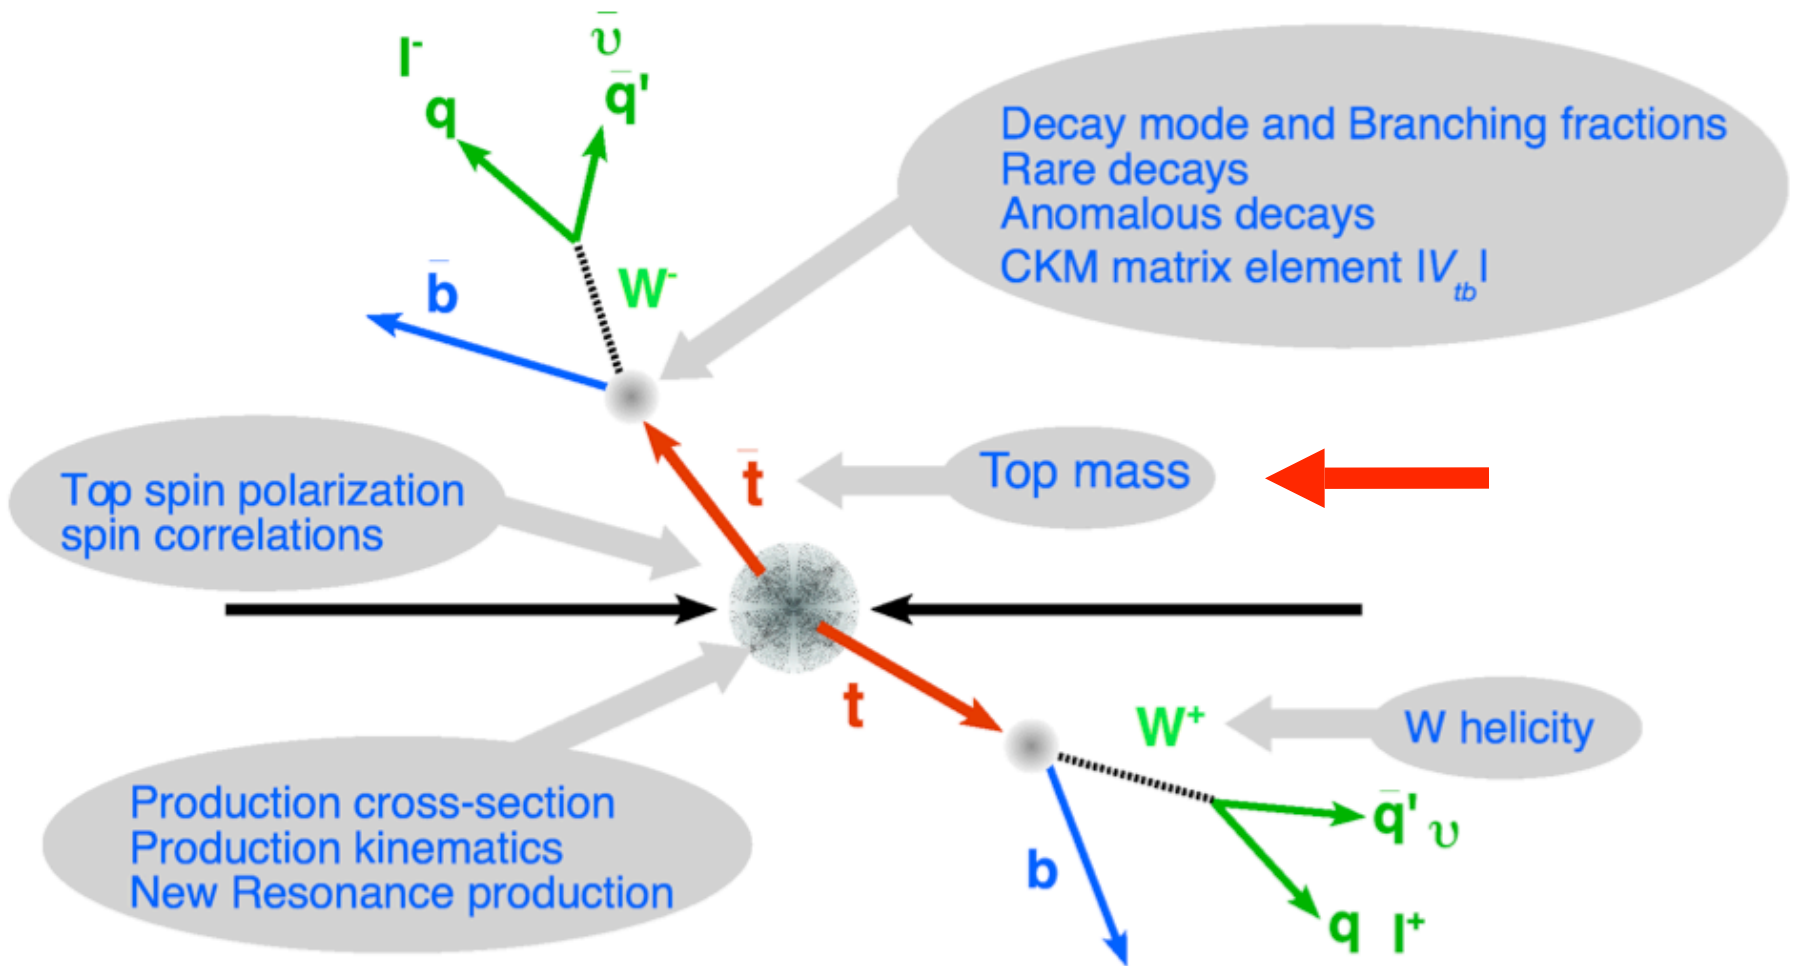 l⁻ ῡ
q q̄'
Decay mode and Branching fractions
Rare decays
Anomalous decays
CKM matrix element |V_tb|
b̄ W⁻
t̄
Top mass
Top spin polarization
spin correlations
t
W⁺
W helicity
Production cross-section
Production kinematics
New Resonance production
q̄' υ
b
q l⁺